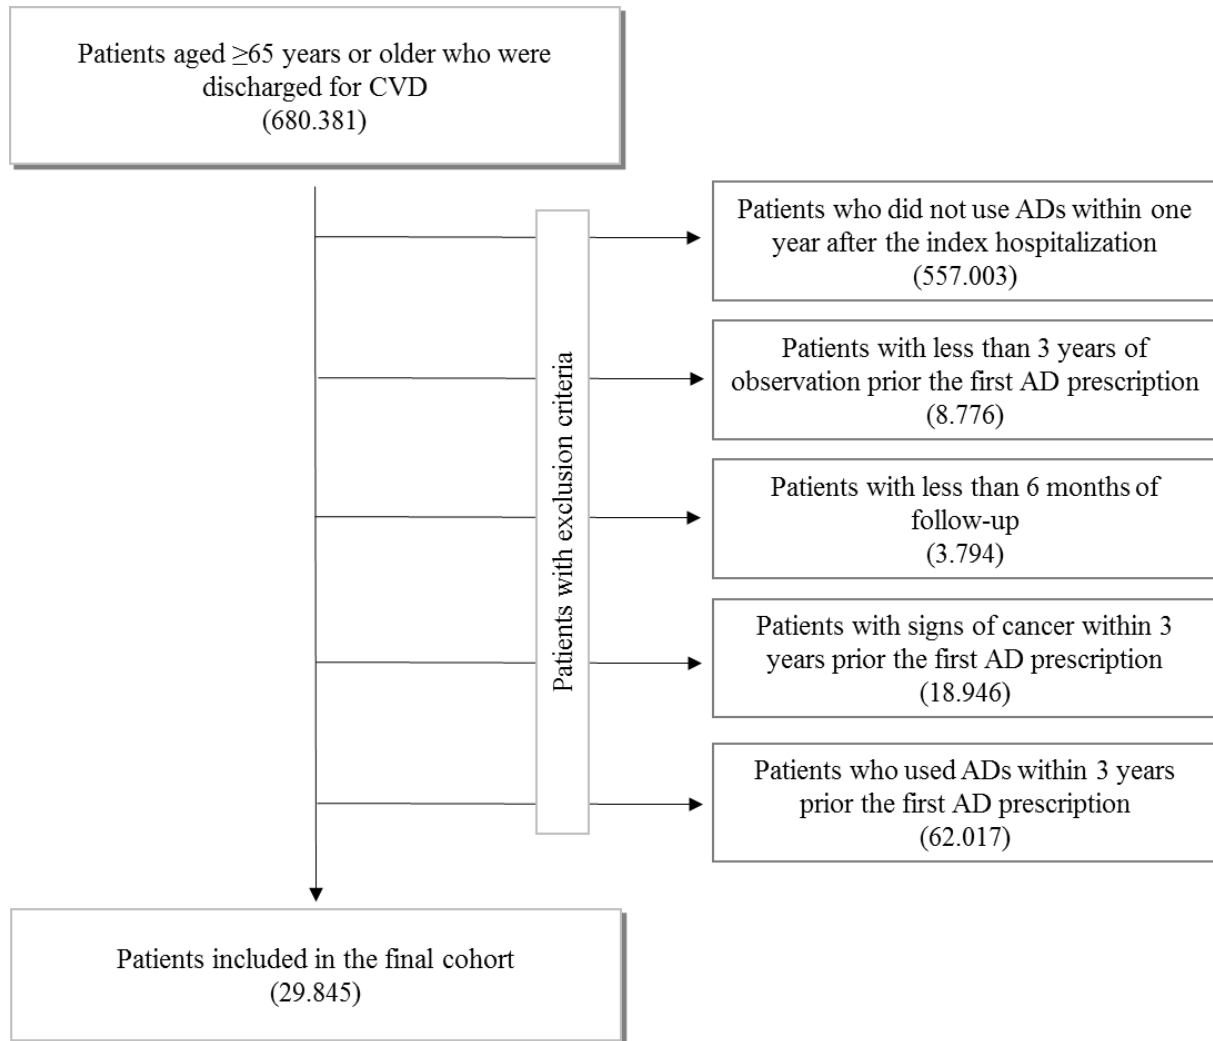 Patients aged ≥65 years or older who were
discharged for CVD
(680.381)
Patients with exclusion criteria
Patients who did not use ADs within one
year after the index hospitalization
(557.003)
Patients with less than 3 years of
observation prior the first AD prescription
(8.776)
Patients with less than 6 months of
follow-up
(3.794)
Patients with signs of cancer within 3
years prior the first AD prescription
(18.946)
Patients who used ADs within 3 years
prior the first AD prescription
(62.017)
Patients included in the final cohort
(29.845)